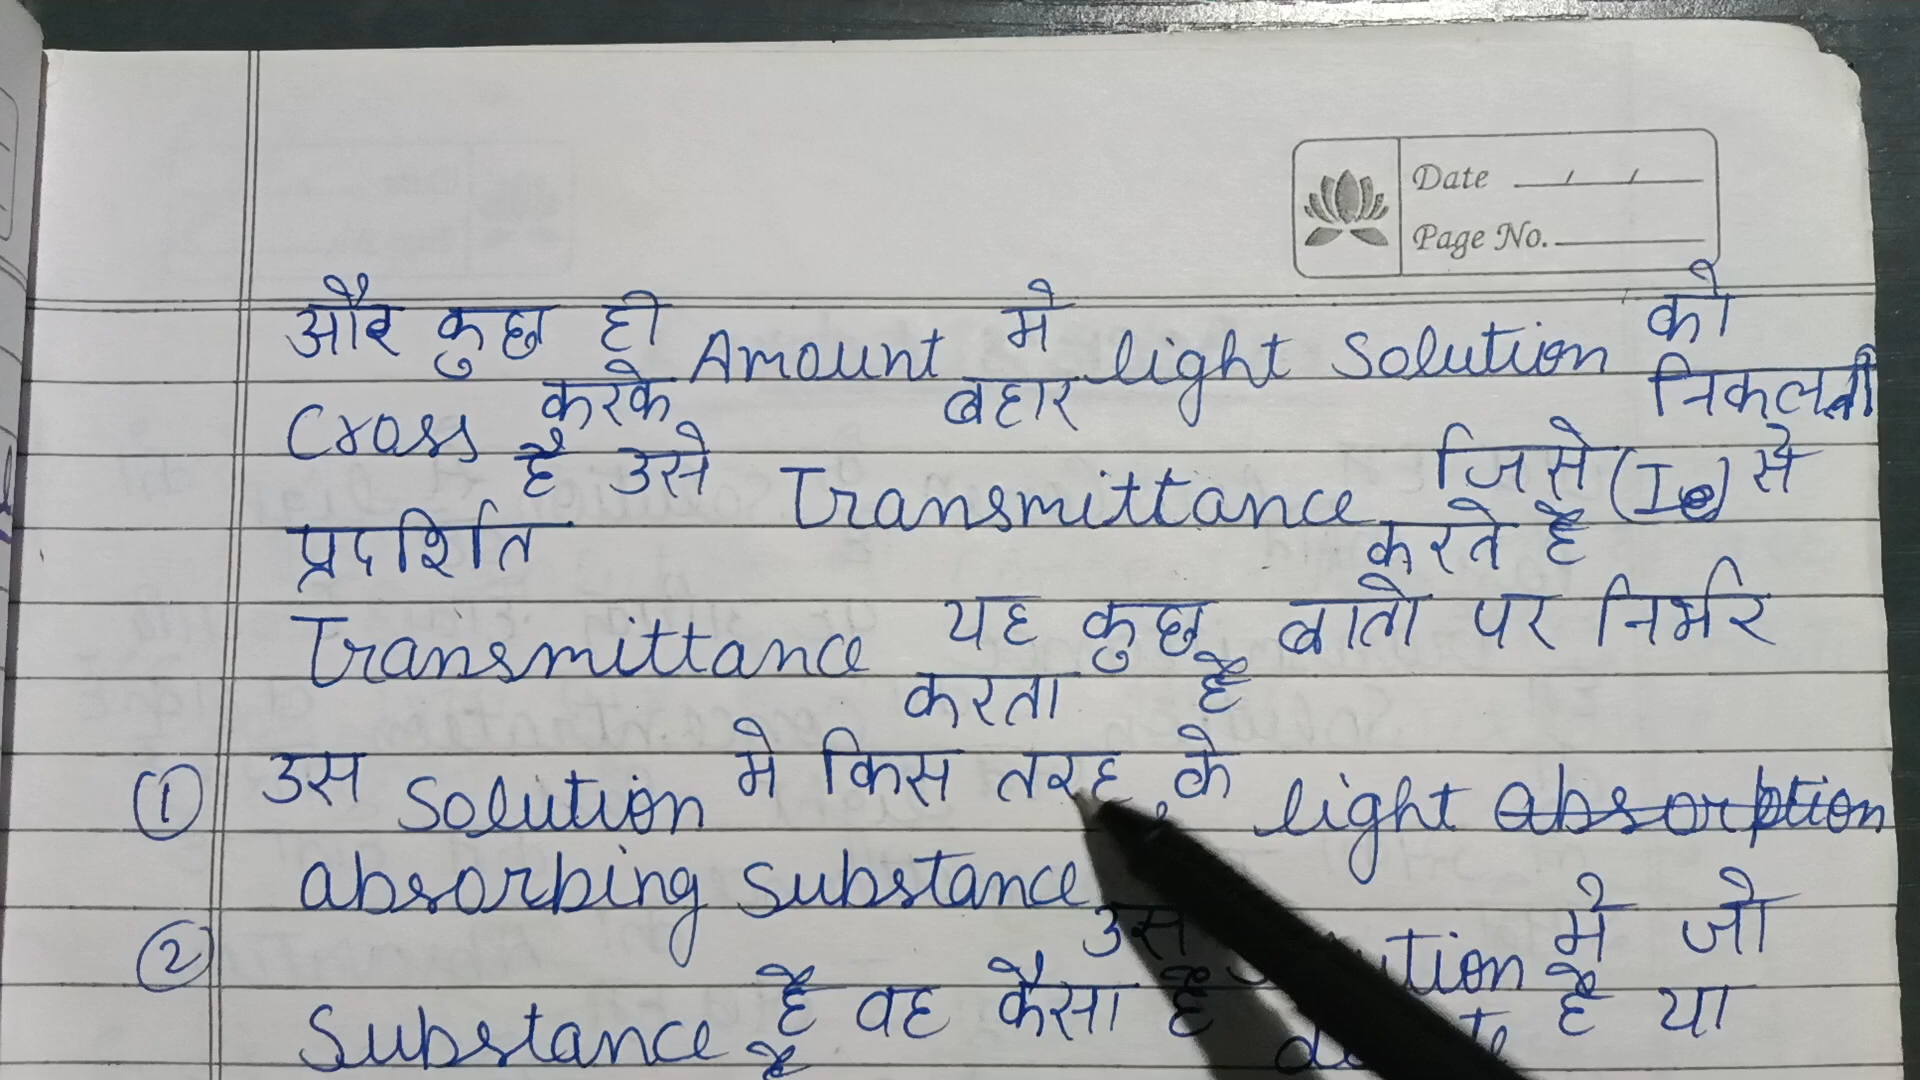 Date
Page No.
और कुछ ही Amount में light Solution को
Cross करके बहार निकलती
है उसे Transmittance जिसे (Ie) से
प्रदर्शित करते है
Transmittance यह कुछ बातो पर निर्भर
करता है
① उस Solution मे किस तरह के light absorption
absorbing Substance
② उस में जो
Substance है वह कैसा है है या
है